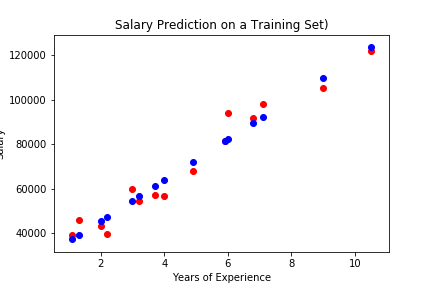 Salary Prediction on a Training Set)
120000
100000
80000
60000
40000
Salary
2 4 6 8 10
Years of Experience